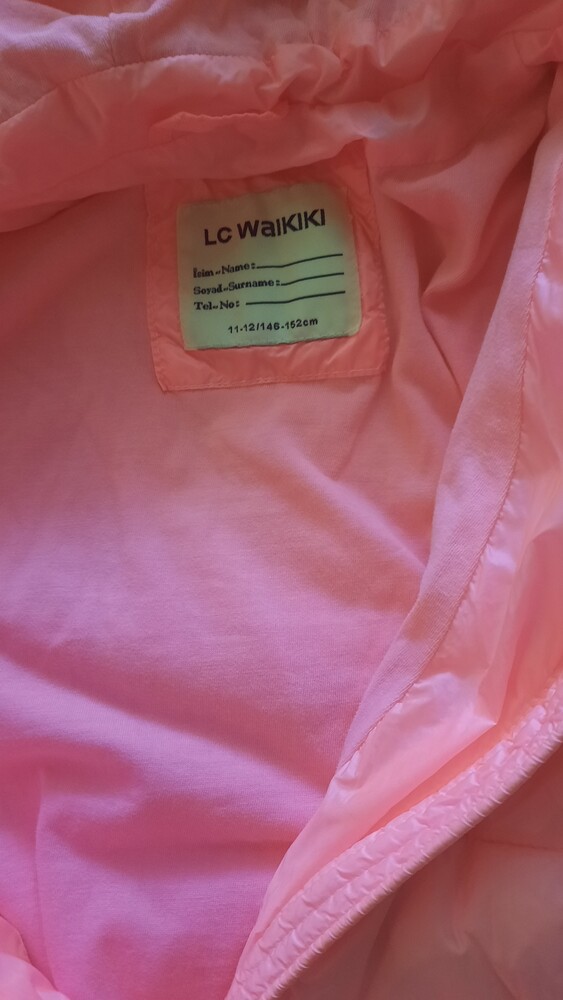 LC WaIKIKI
İsim-Name:
Soyad-Surname:
Tel-No:
11-12/146-152cm